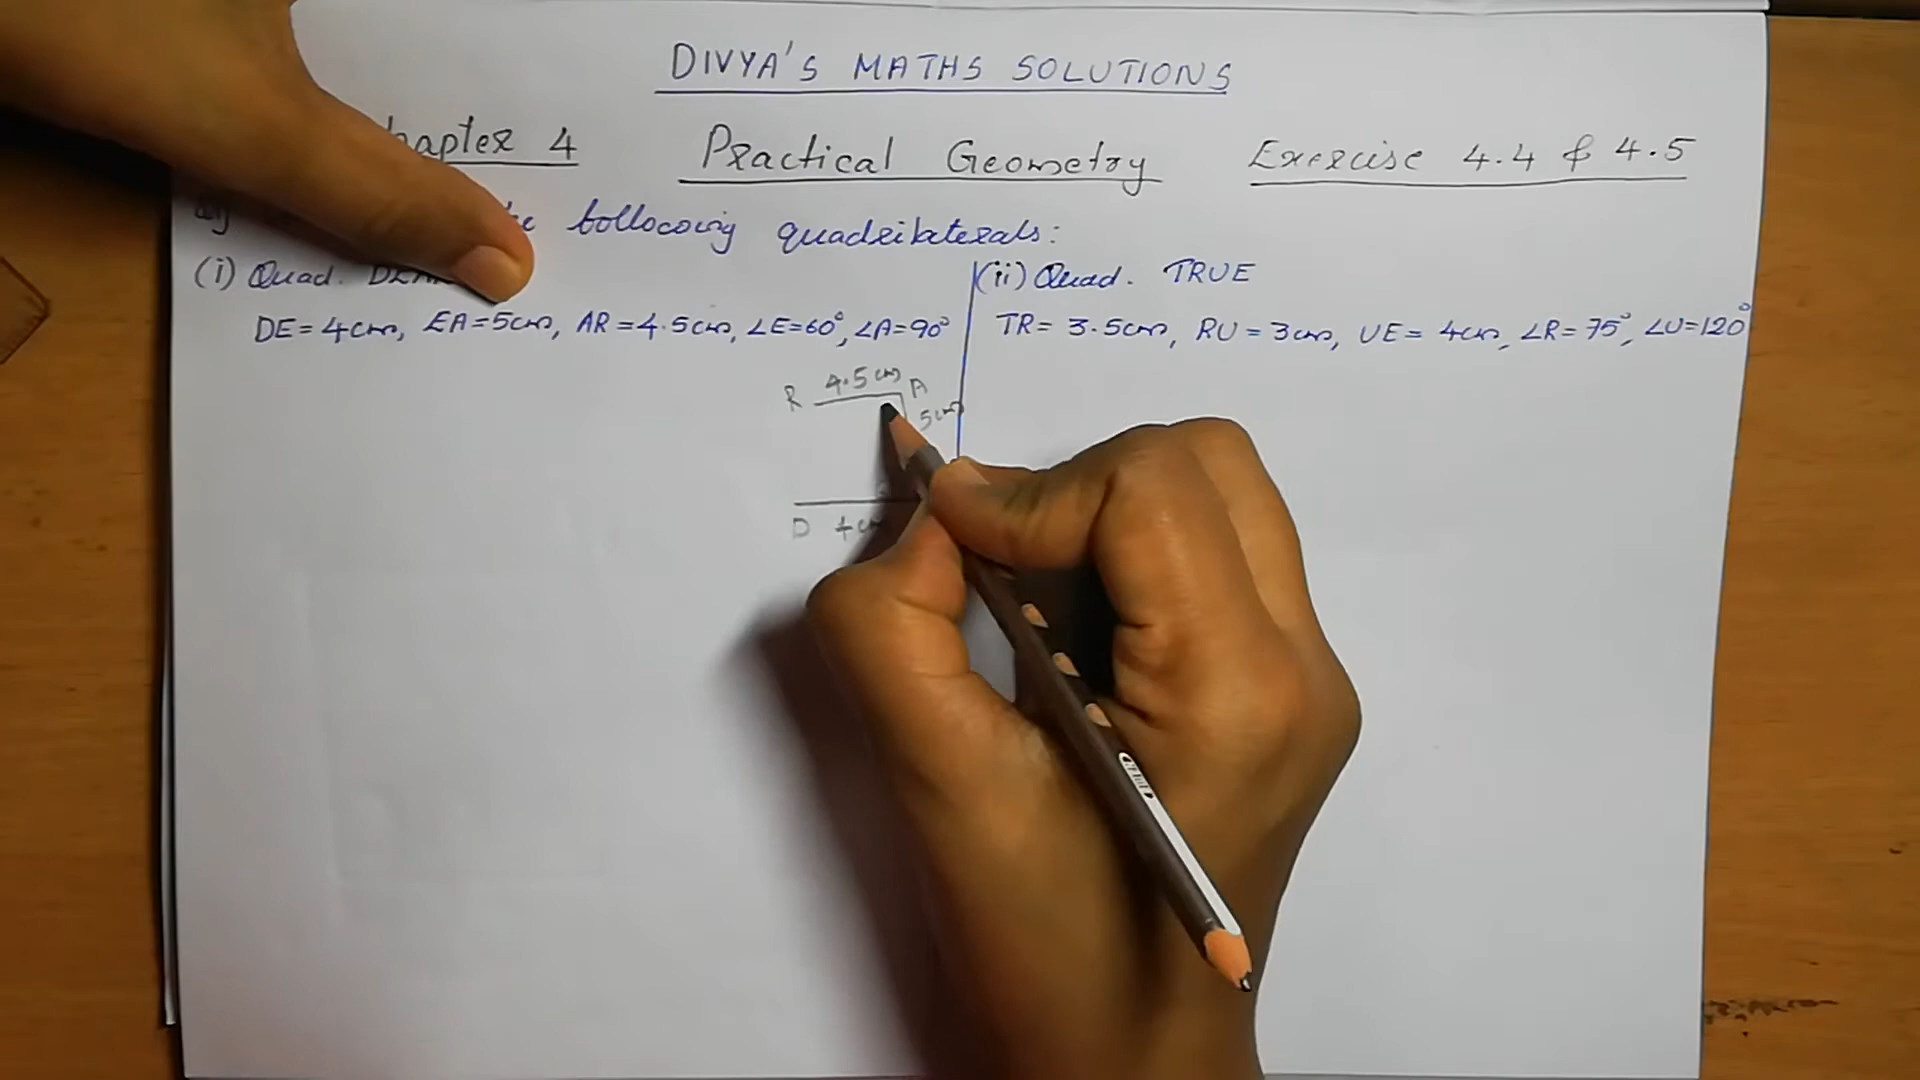 DIVYA'S MATHS SOLUTIONS
4 Practical Geometry Exercise 4.4 & 4.5
following quadrilaterals:
(i) Quad. (ii) Quad. TRUE
DE = 4cm, EA = 5cm, AR = 4.5cm, ∠E = 60°, ∠A = 90° TR = 3.5cm, RU = 3cm, UE = 4cm, ∠R = 75°, ∠U = 120°
4.5cm
R A
5cm
D